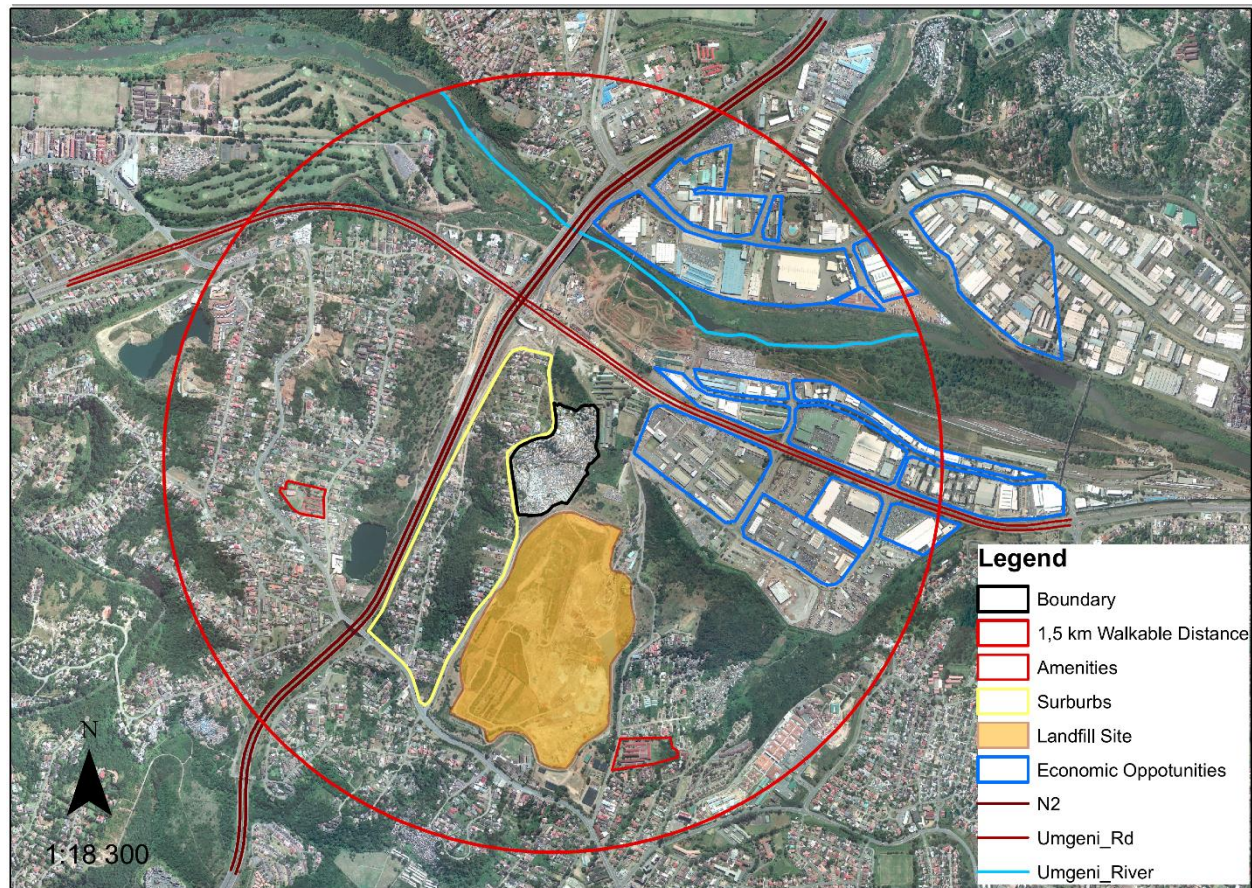 N
1:18 300
Legend
Boundary
1,5 km Walkable Distance
Amenities
Surburbs
Landfill Site
Economic Oppotunities
N2
Umgeni_Rd
Umgeni_River